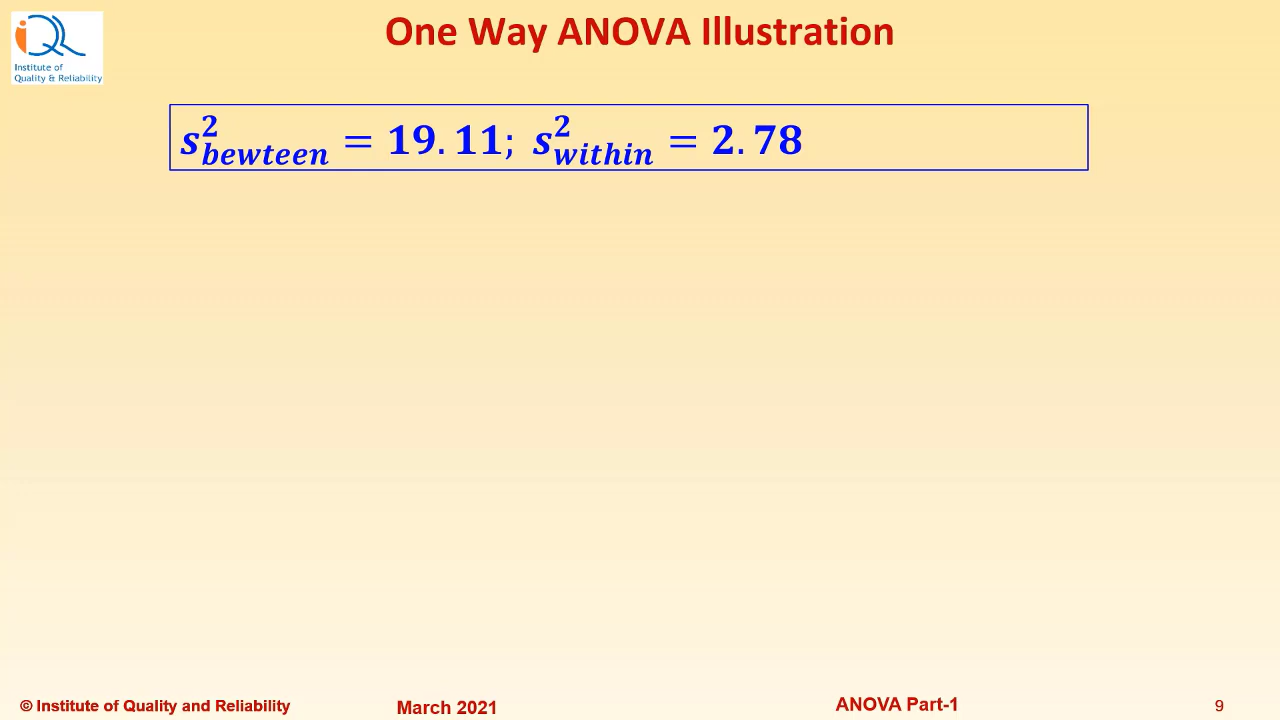 One Way ANOVA Illustration
iQR
Institute of
Quality & Reliability
s²bewteen = 19.11; s²within = 2.78
© Institute of Quality and Reliability March 2021 ANOVA Part-1 9